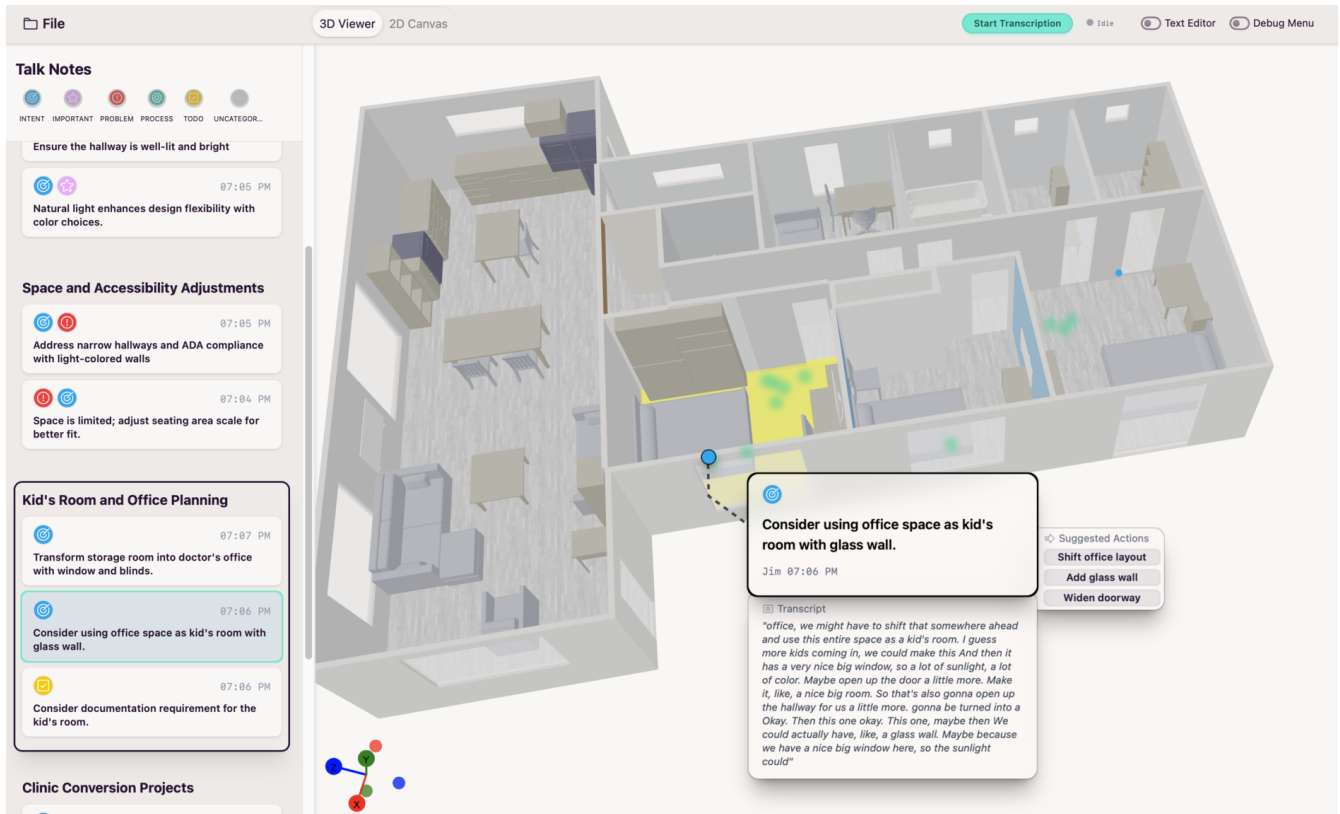 File
3D Viewer
2D Canvas
Start Transcription
Idle
Text Editor
Debug Menu
Talk Notes
INTENT
IMPORTANT
PROBLEM
PROCESS
TODO
UNCATEGOR...
Ensure the hallway is well-lit and bright
07:05 PM
Natural light enhances design flexibility with
color choices.
Space and Accessibility Adjustments
07:05 PM
Address narrow hallways and ADA compliance
with light-colored walls
07:04 PM
Space is limited; adjust seating area scale for
better fit.
Kid's Room and Office Planning
07:07 PM
Transform storage room into doctor's office
with window and blinds.
07:06 PM
Consider using office space as kid's room with
glass wall.
07:06 PM
Consider documentation requirement for the
kid's room.
Clinic Conversion Projects
Consider using office space as kid's
room with glass wall.
Jim 07:06 PM
Suggested Actions
Shift office layout
Add glass wall
Widen doorway
Transcript
"office, we might have to shift that somewhere ahead
and use this entire space as a kid's room. I guess
more kids coming in, we could make this And then it
has a very nice big window, so a lot of sunlight, a lot
of color. Maybe open up the door a little more. Make
it, like, a nice big room. So that's also gonna open up
the hallway for us a little more. gonna be turned into a
Okay. Then this one okay. This one, maybe then We
could actually have, like, a glass wall. Maybe because
we have a nice big window here, so the sunlight
could"
Y
Z
X